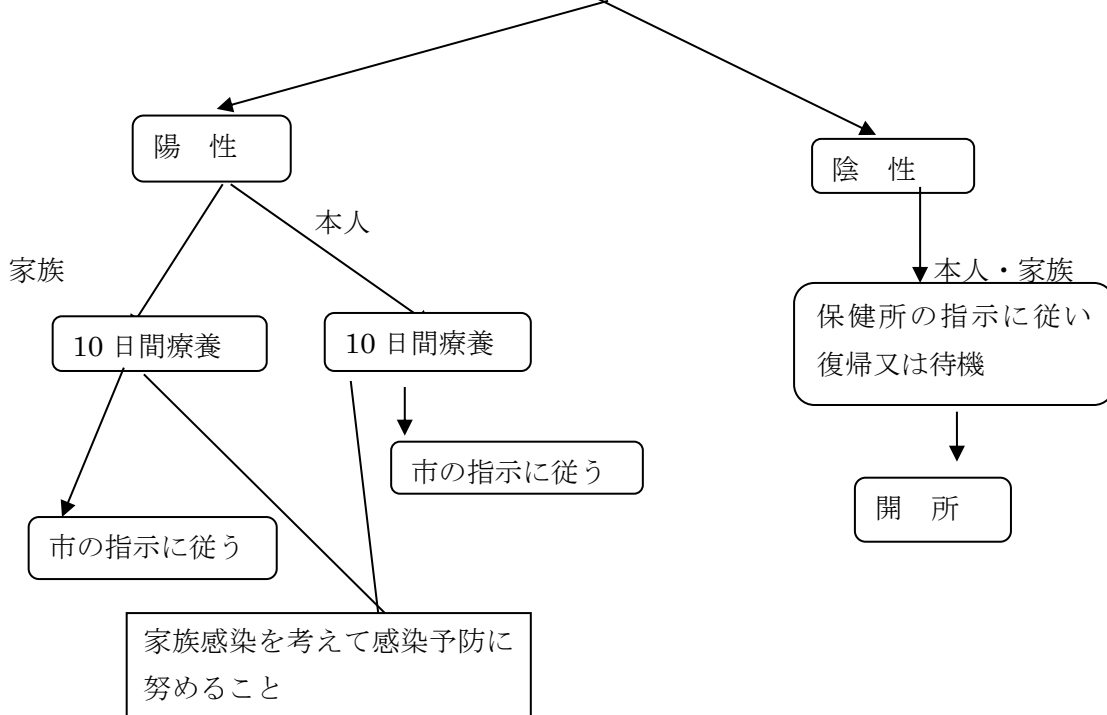 陽　性
陰　性
本人
家族
本人・家族
10 日間療養
10 日間療養
保健所の指示に従い
復帰又は待機
市の指示に従う
開　所
市の指示に従う
家族感染を考えて感染予防に
努めること